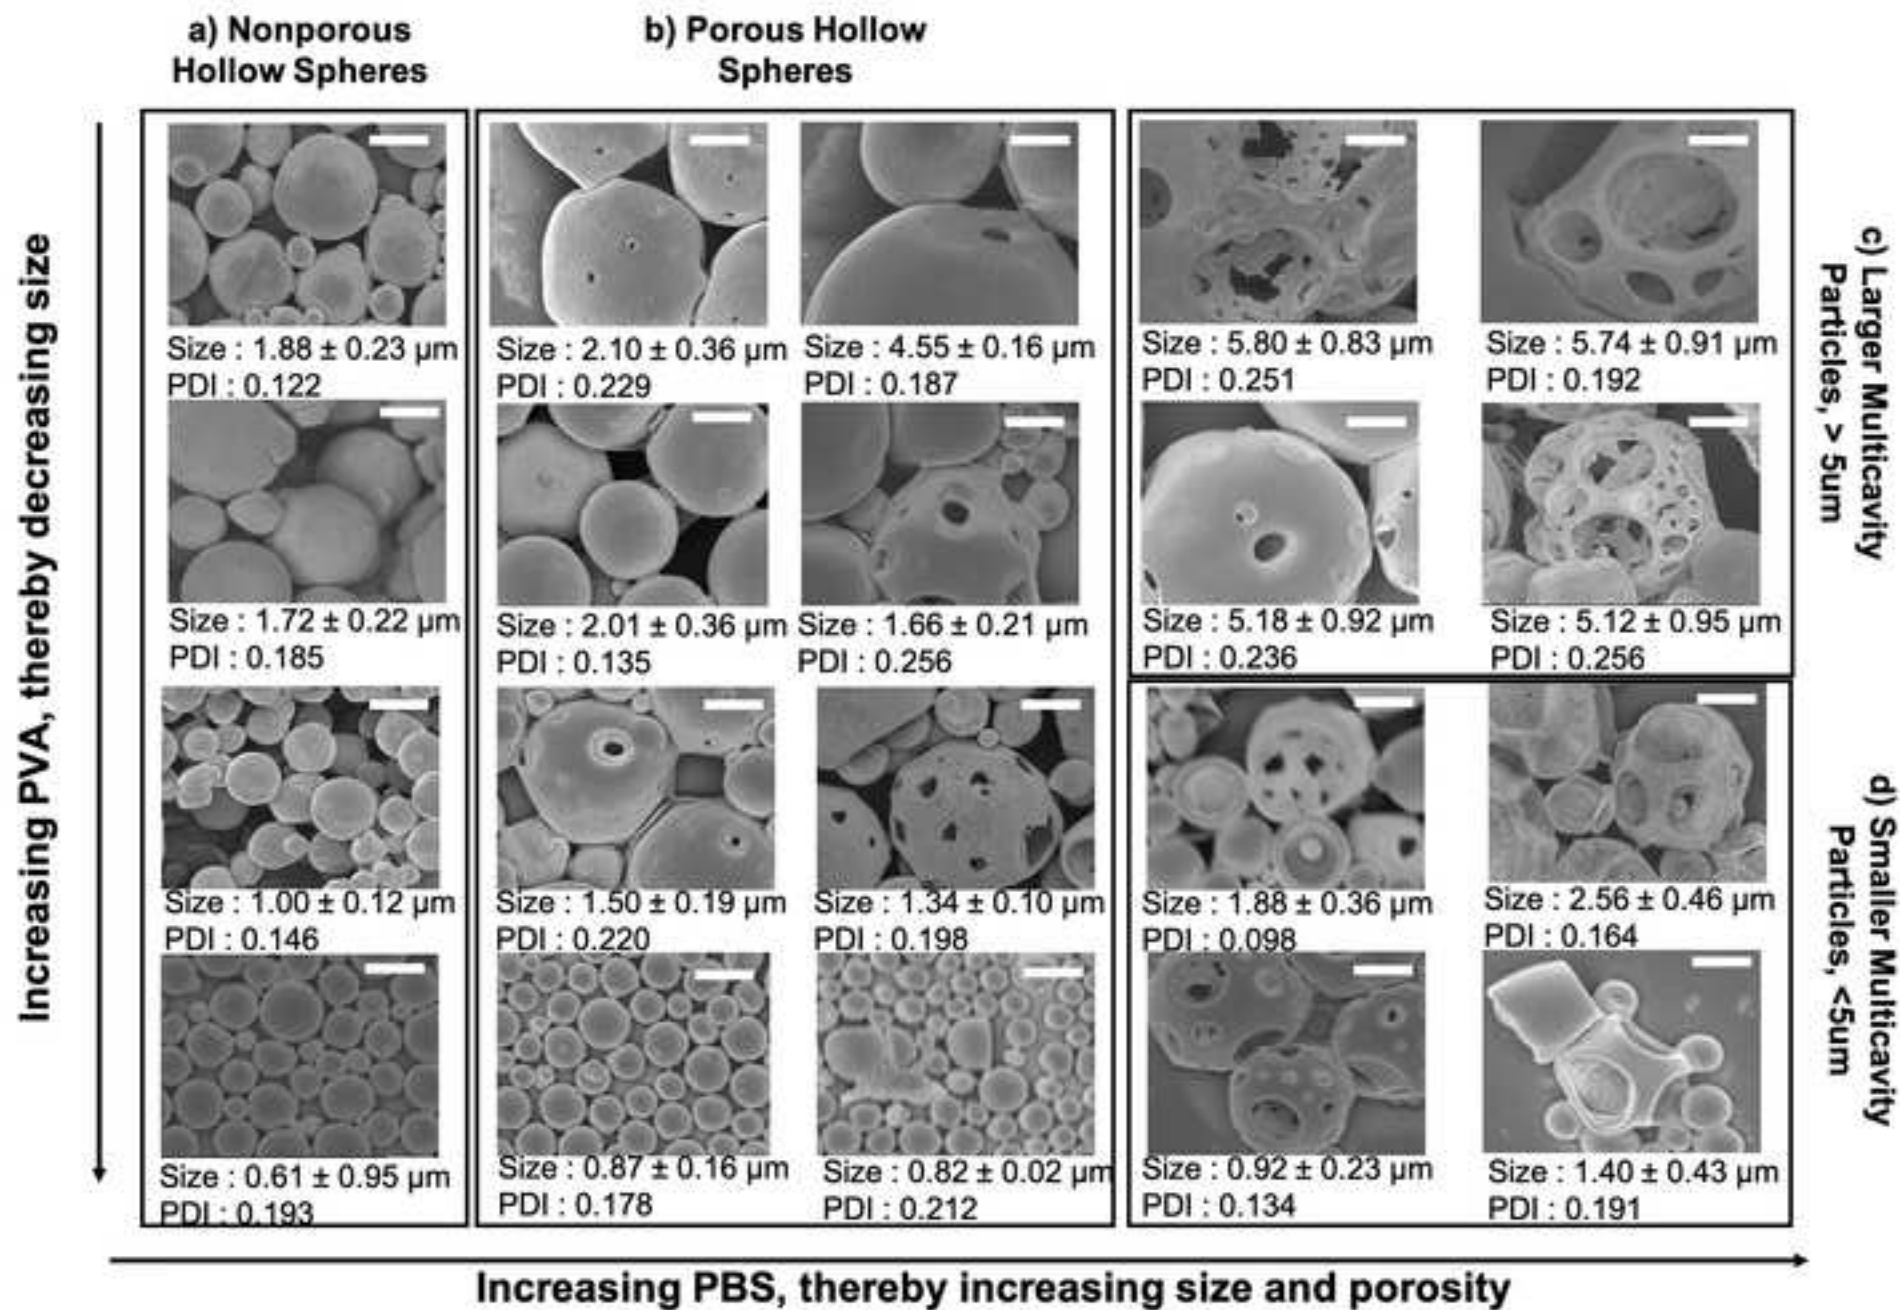 a) Nonporous
Hollow Spheres
b) Porous Hollow
Spheres
Increasing PVA, thereby decreasing size
Size : 1.88 ± 0.23 µm
PDI : 0.122
Size : 2.10 ± 0.36 µm
PDI : 0.229
Size : 4.55 ± 0.16 µm
PDI : 0.187
Size : 5.80 ± 0.83 µm
PDI : 0.251
Size : 5.74 ± 0.91 µm
PDI : 0.192
Size : 1.72 ± 0.22 µm
PDI : 0.185
Size : 2.01 ± 0.36 µm
PDI : 0.135
Size : 1.66 ± 0.21 µm
PDI : 0.256
Size : 5.18 ± 0.92 µm
PDI : 0.236
Size : 5.12 ± 0.95 µm
PDI : 0.256
c) Larger Multicavity
Particles, > 5um
Size : 1.00 ± 0.12 µm
PDI : 0.146
Size : 1.50 ± 0.19 µm
PDI : 0.220
Size : 1.34 ± 0.10 µm
PDI : 0.198
Size : 1.88 ± 0.36 µm
PDI : 0.098
Size : 2.56 ± 0.46 µm
PDI : 0.164
Size : 0.61 ± 0.95 µm
PDI : 0.193
Size : 0.87 ± 0.16 µm
PDI : 0.178
Size : 0.82 ± 0.02 µm
PDI : 0.212
Size : 0.92 ± 0.23 µm
PDI : 0.134
Size : 1.40 ± 0.43 µm
PDI : 0.191
d) Smaller Multicavity
Particles, <5um
Increasing PBS, thereby increasing size and porosity